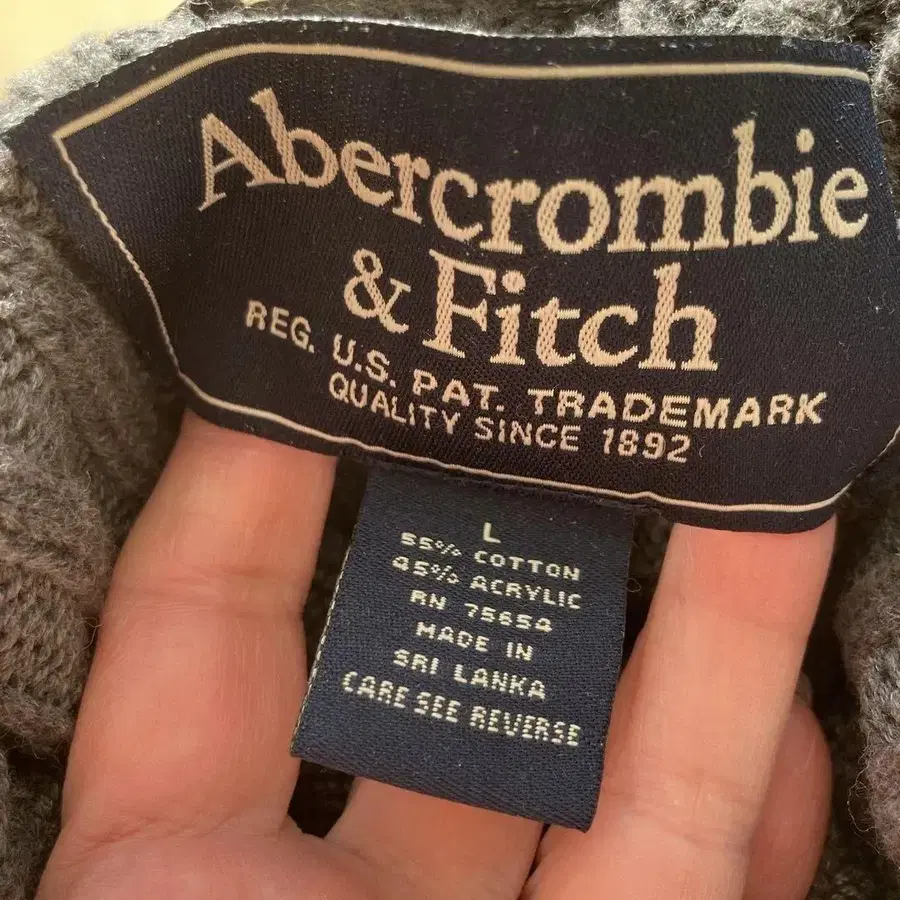 Abercrombie
& Fitch
REG. U.S. PAT. TRADEMARK
QUALITY SINCE 1892
L
55% COTTON
45% ACRYLIC
RN 75654
MADE IN
SRI LANKA
CARE SEE REVERSE